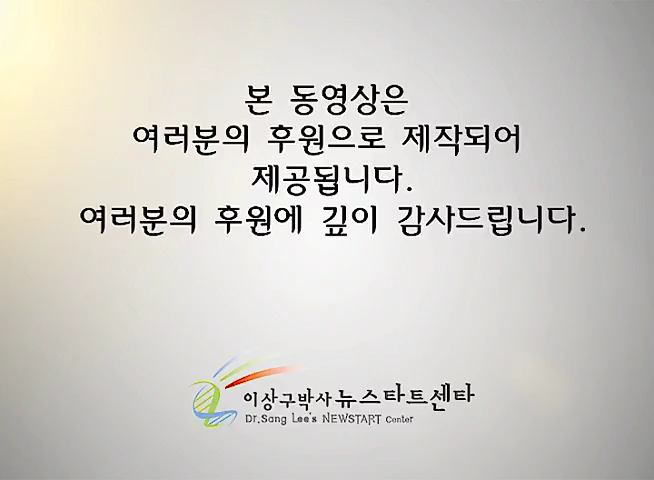 본 동영상은
여러분의 후원으로 제작되어
제공됩니다.
여러분의 후원에 깊이 감사드립니다.
이상구박사 뉴스타트센타
Dr.Sang Lee's NEWSTART Center